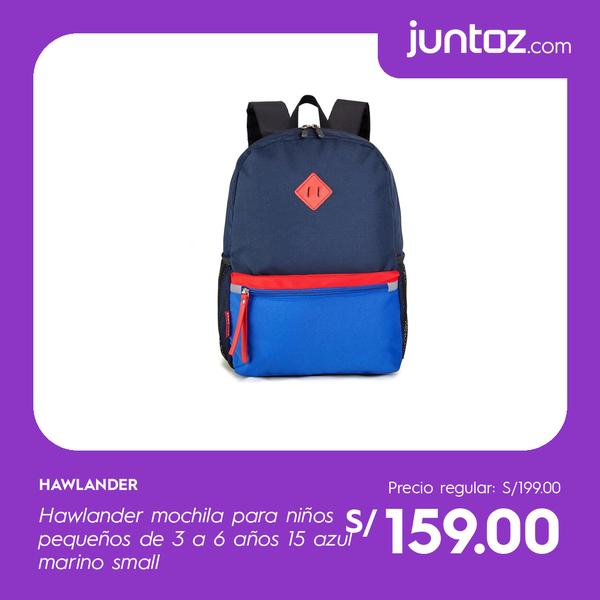 juntoz.com
HAWLANDER
Hawlander mochila para niños
pequeños de 3 a 6 años 15 azul
marino small
Precio regular: S/199.00
S/159.00